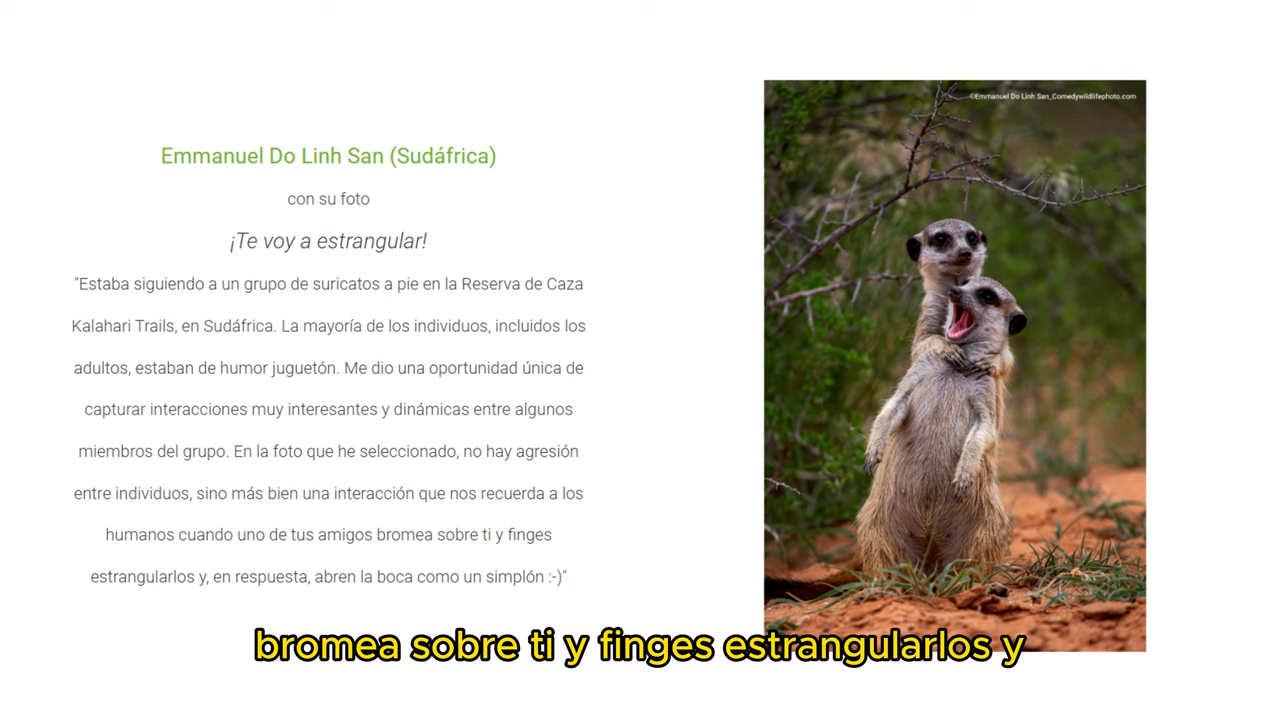 ©Emmanuel Do Linh San_Comedywildlifephoto.com
Emmanuel Do Linh San (Sudáfrica)
con su foto
¡Te voy a estrangular!
"Estaba siguiendo a un grupo de suricatos a pie en la Reserva de Caza
Kalahari Trails, en Sudáfrica. La mayoría de los individuos, incluidos los
adultos, estaban de humor juguetón. Me dio una oportunidad única de
capturar interacciones muy interesantes y dinámicas entre algunos
miembros del grupo. En la foto que he seleccionado, no hay agresión
entre individuos, sino más bien una interacción que nos recuerda a los
humanos cuando uno de tus amigos bromea sobre ti y finges
estrangularlos y, en respuesta, abren la boca como un simplón :-)"
bromea sobre ti y finges estrangularlos y